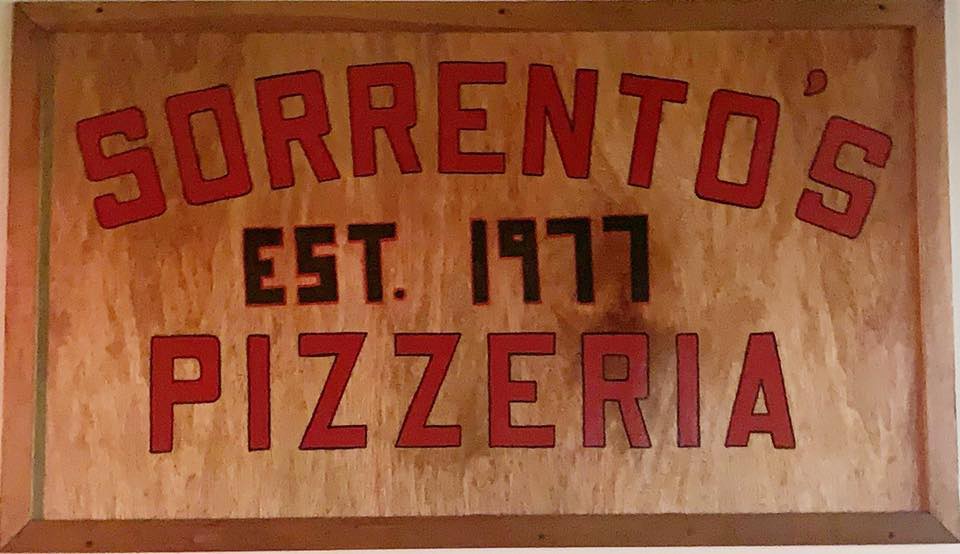 SORRENTO'S
EST. 1977
PIZZERIA